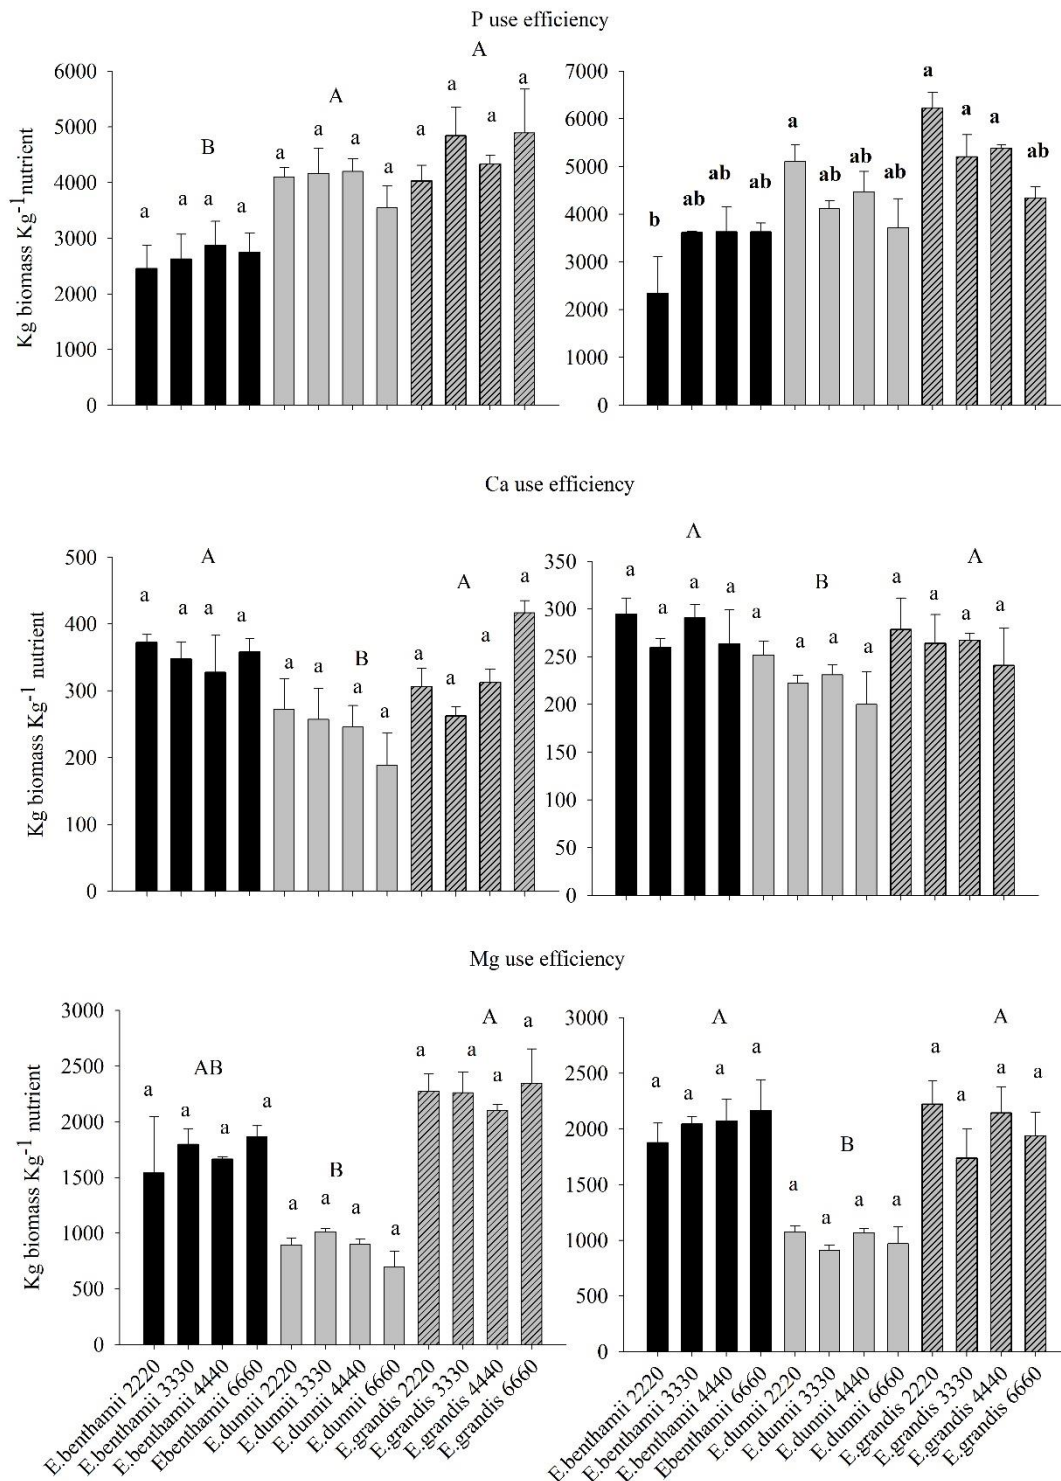 P use efficiency
Kg biomass Kg-1 nutrient
6000
5000
4000
3000
2000
1000
0
B
A
A
a
a
a
a
a
a
a
a
a
a
a
a
7000
6000
5000
4000
3000
2000
1000
0
b
ab
ab
ab
a
ab
ab
ab
a
a
a
ab
Ca use efficiency
Kg biomass Kg-1 nutrient
500
400
300
200
100
0
A
B
A
a
a
a
a
a
a
a
a
a
a
a
a
350
300
250
200
150
100
50
0
A
B
A
a
a
a
a
a
a
a
a
a
a
a
a
Mg use efficiency
Kg biomass Kg-1 nutrient
3000
2500
2000
1500
1000
500
0
AB
B
A
a
a
a
a
a
a
a
a
a
a
a
a
E.benthamii 2220
E.benthamii 3330
E.benthamii 4440
Ebenthamii 6660
E.dunnii 2220
E.dunnii 3330
E.dunnii 4440
E.dunnii 6660
E.grandis 2220
E.grandis 3330
E.grandis 4440
E.grandis 6660
3000
2500
2000
1500
1000
500
0
A
B
A
a
a
a
a
a
a
a
a
a
a
a
a
E.benthamii 2220
E.benthamii 3330
E.benthamii 4440
Ebenthamii 6660
E.dunnii 2220
E.dunnii 3330
E.dunnii 4440
E.dunnii 6660
E.grandis 2220
E.grandis 3330
E.grandis 4440
E.grandis 6660